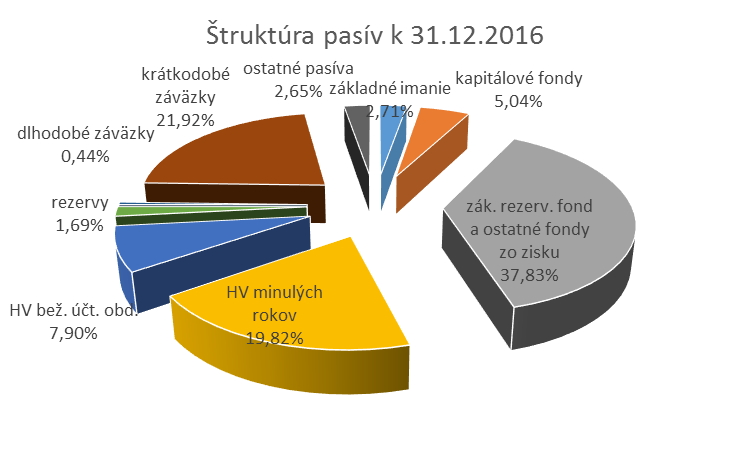 Štruktúra pasív k 31.12.2016
základné imanie
2,71%
kapitálové fondy
5,04%
zák. rezerv. fond
a ostatné fondy
zo zisku
37,83%
HV minulých
rokov
19,82%
HV bež. účt. obd.
7,90%
rezervy
1,69%
dlhodobé záväzky
0,44%
krátkodobé
záväzky
21,92%
ostatné pasíva
2,65%